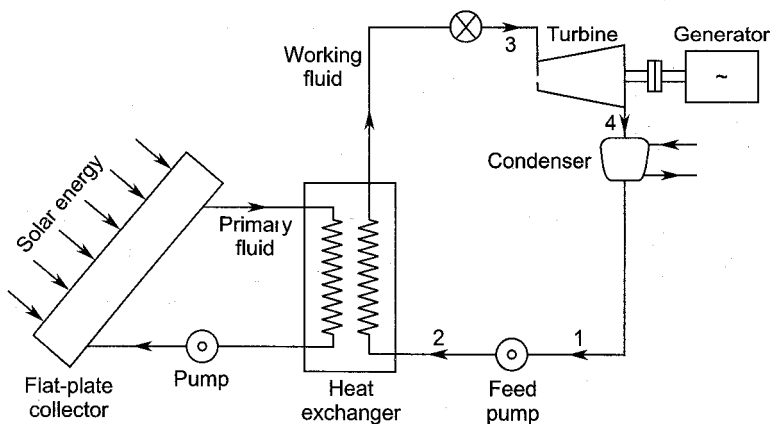 Turbine
Generator
3
~
Working
fluid
4
Condenser
Solar energy
Primary
fluid
2
1
Pump
Flat-plate
collector
Heat
exchanger
Feed
pump